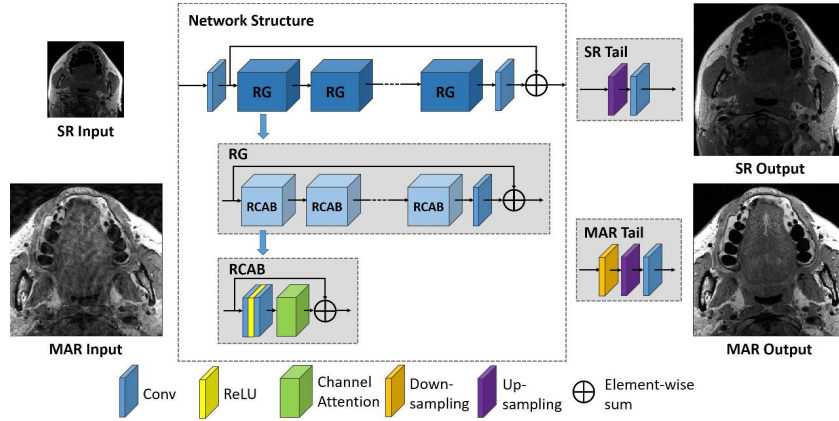 Network Structure
SR Tail
RG
RG
RG
SR Input
SR Output
RG
RCAB
RCAB
RCAB
MAR Tail
RCAB
MAR Input
MAR Output
Conv
ReLU
Channel
Attention
Down-
sampling
Up-
sampling
Element-wise
sum